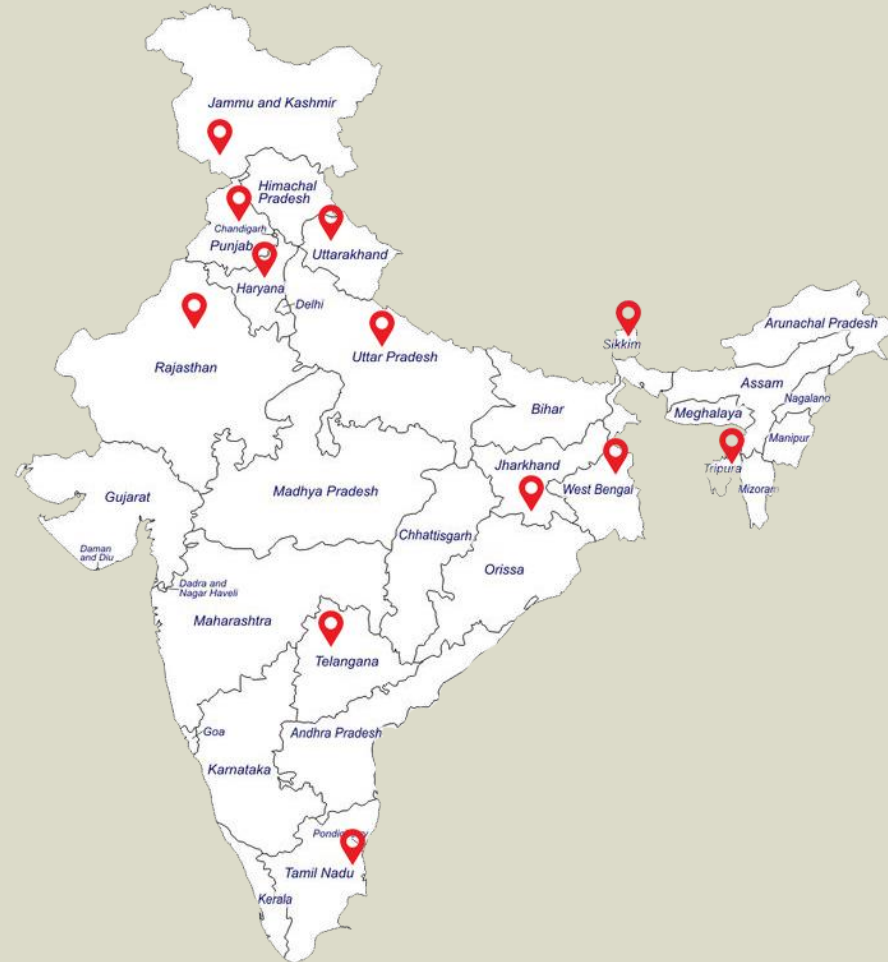 Jammu and Kashmir
Himachal
Pradesh
Chandigarh
Punjab
Uttarakhand
Haryana
Delhi
Rajasthan
Uttar Pradesh
Sikkim
Arunachal Pradesh
Assam
Nagaland
Meghalaya
Manipur
Bihar
Tripura
Mizoram
Jharkhand
West Bengal
Gujarat
Madhya Pradesh
Chhattisgarh
Daman
and Diu
Orissa
Dadra and
Nagar Haveli
Maharashtra
Telangana
Goa
Andhra Pradesh
Karnataka
Tamil Nadu
Kerala